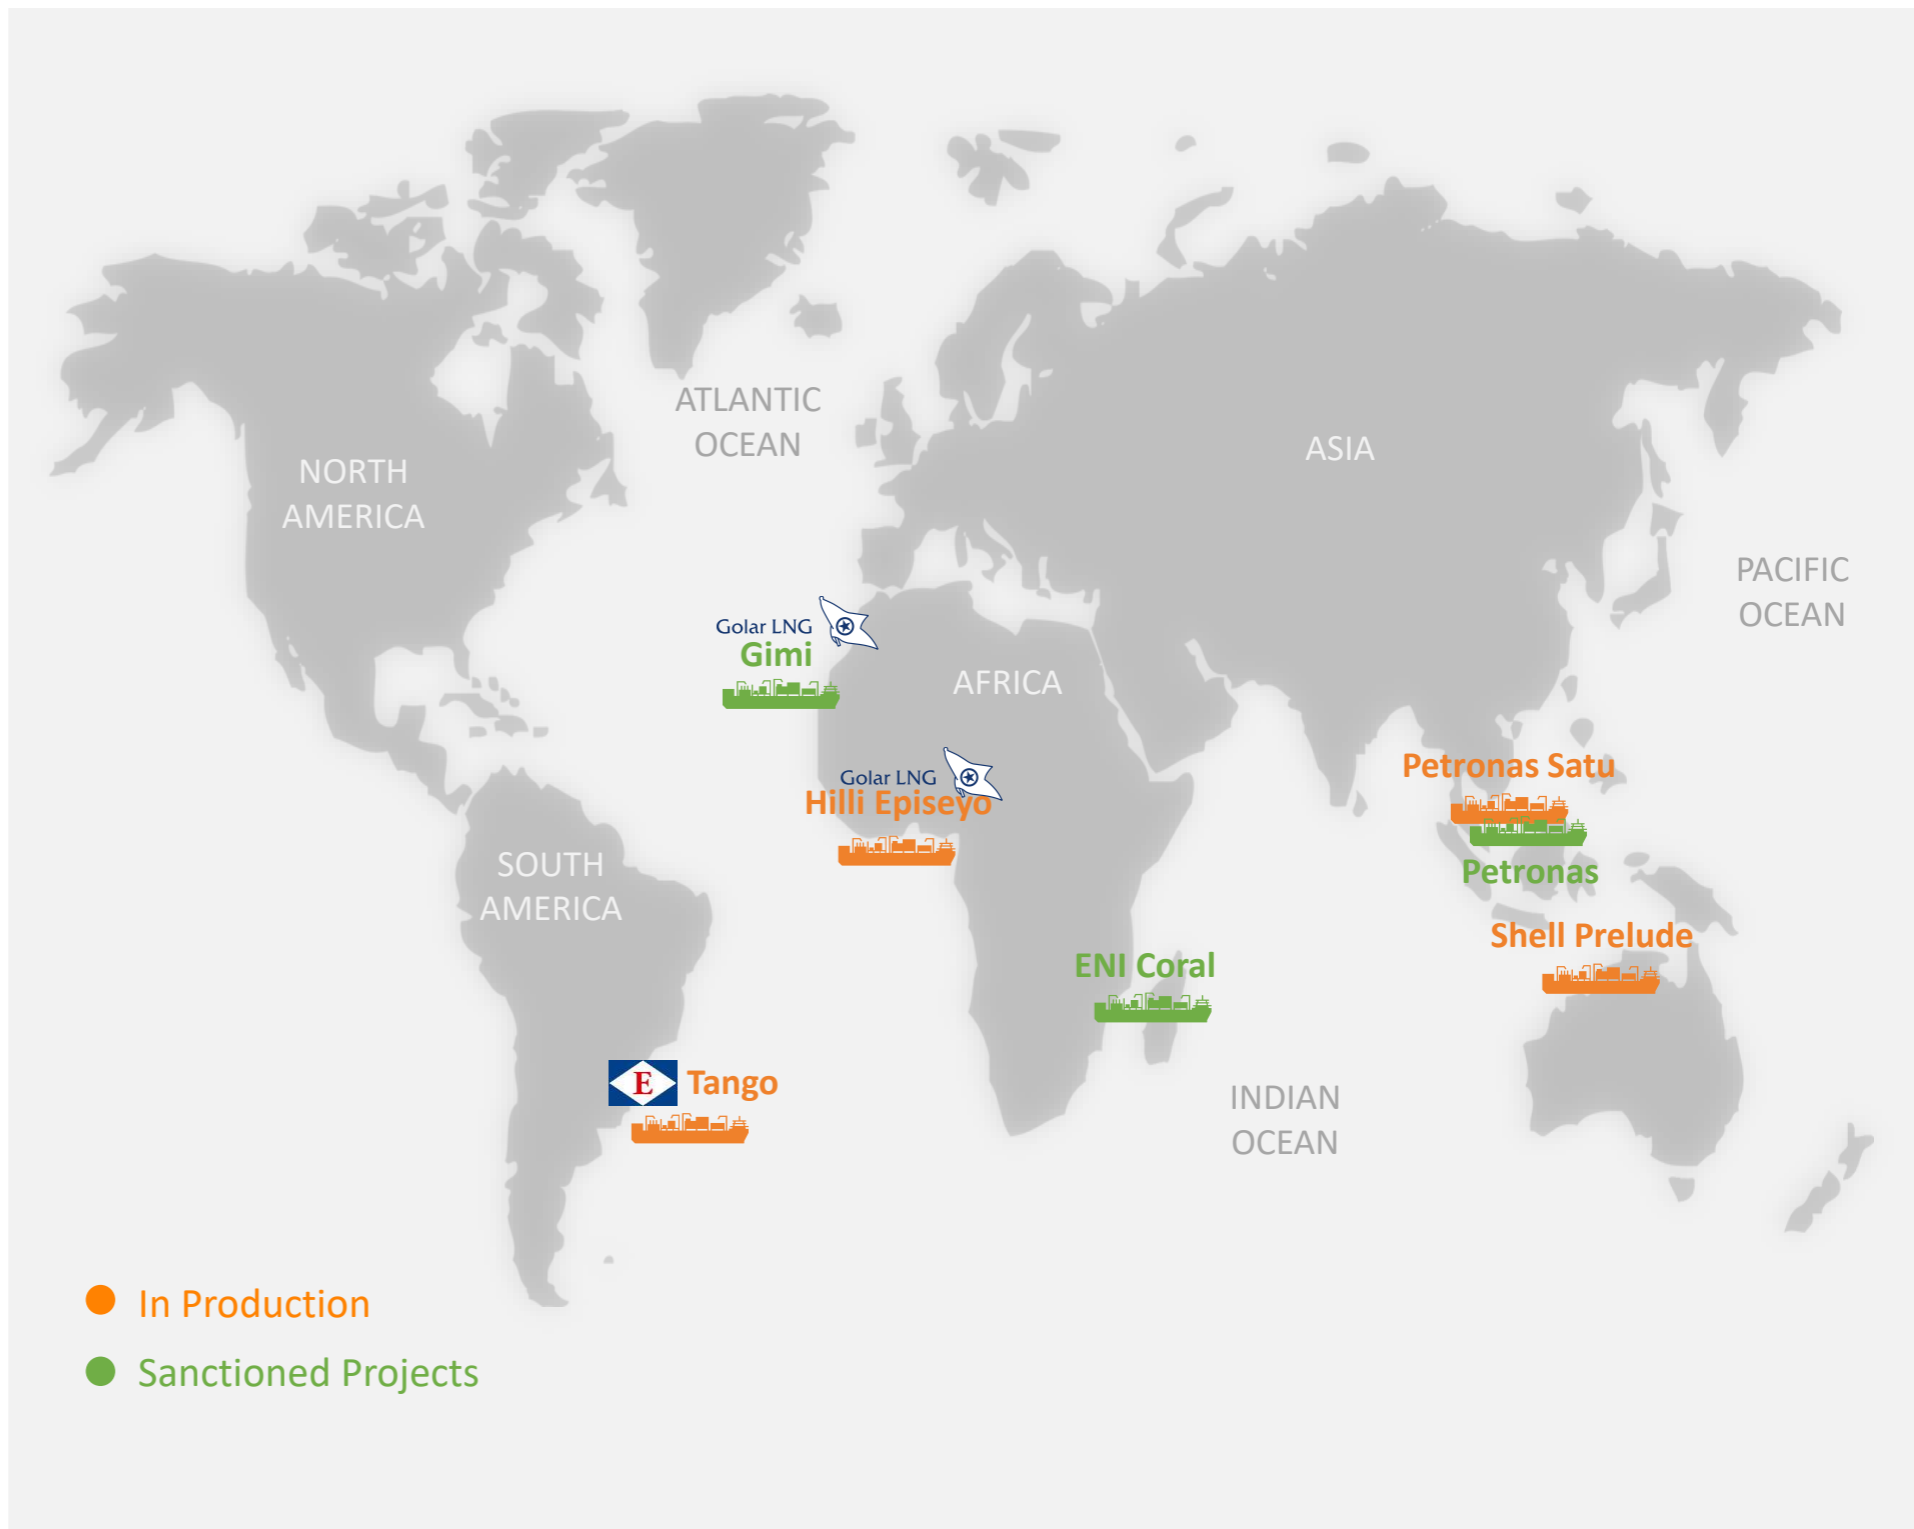 ATLANTIC
OCEAN
NORTH
AMERICA
ASIA
PACIFIC
OCEAN
Golar LNG
Gimi
AFRICA
Golar LNG
Hilli Episeyo
Petronas Satu
Petronas
SOUTH
AMERICA
Shell Prelude
ENI Coral
E Tango
INDIAN
OCEAN
In Production
Sanctioned Projects